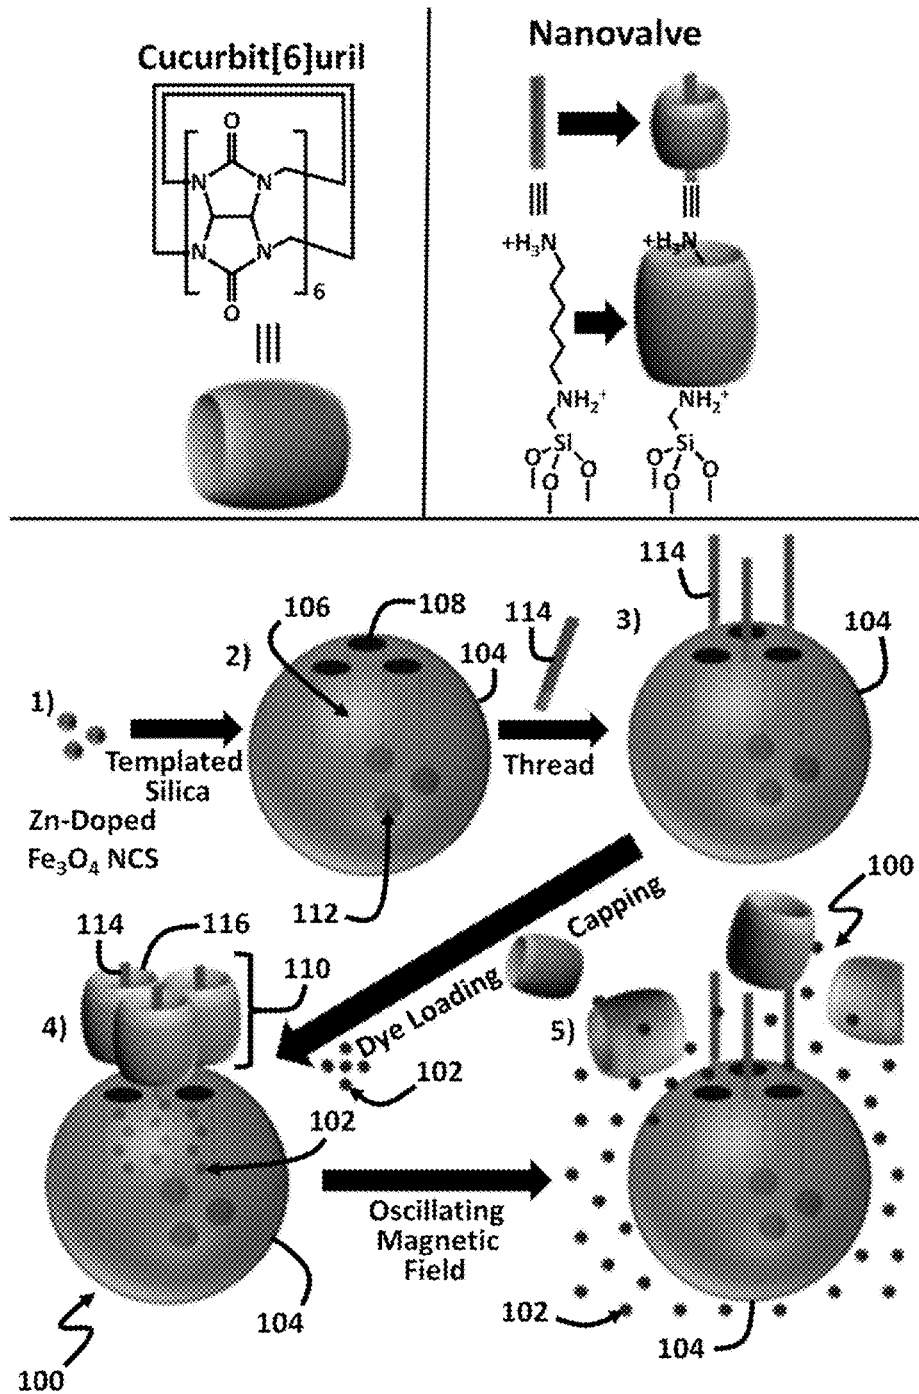 Cucurbit[6]uril
O
N N
N N
6
O
Nanovalve
+H₃N +H₃N
NH₂⁺ NH₂⁺
Si Si
O O O O
O O
114
106 108 114 3)
2) 104 104
1)
Templated Thread
Silica
Zn-Doped
Fe₃O₄ NCS
112 Capping 100
114 116
110 Dye Loading
4) 5)
102
102
Oscillating
Magnetic
Field
104 102
104
100